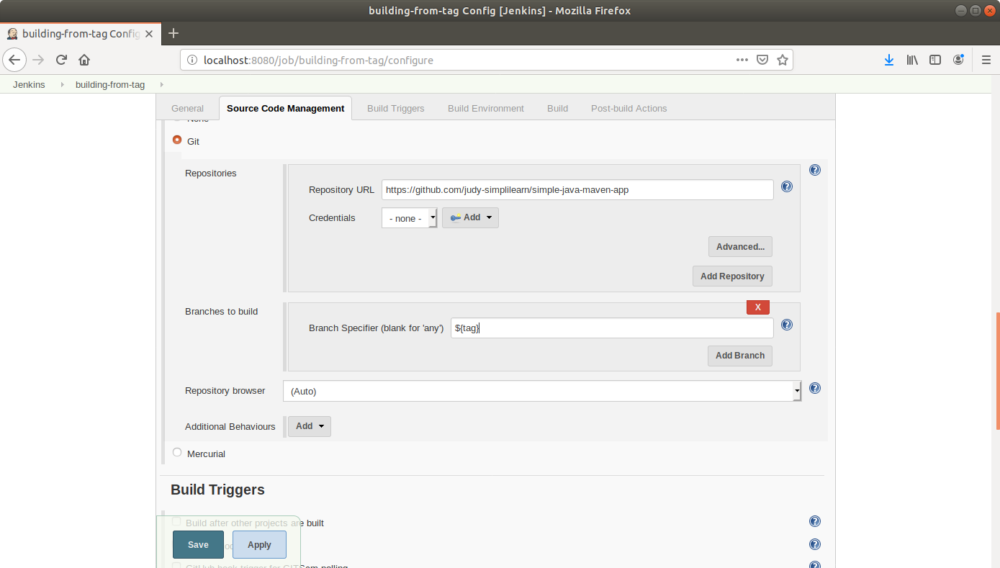 building-from-tag Config [Jenkins] - Mozilla Firefox
building-from-tag Config
localhost:8080/job/building-from-tag/configure
Jenkins building-from-tag
General Source Code Management Build Triggers Build Environment Build Post-build Actions
None
Git
Repositories
Repository URL https://github.com/judy-simplilearn/simple-java-maven-app
Credentials - none - Add
Advanced...
Add Repository
Branches to build
X
Branch Specifier (blank for 'any') ${tag}
Add Branch
Repository browser (Auto)
Additional Behaviours Add
Mercurial
Build Triggers
Build after other projects are built
Save Apply
GitHub hook trigger for GITScm polling